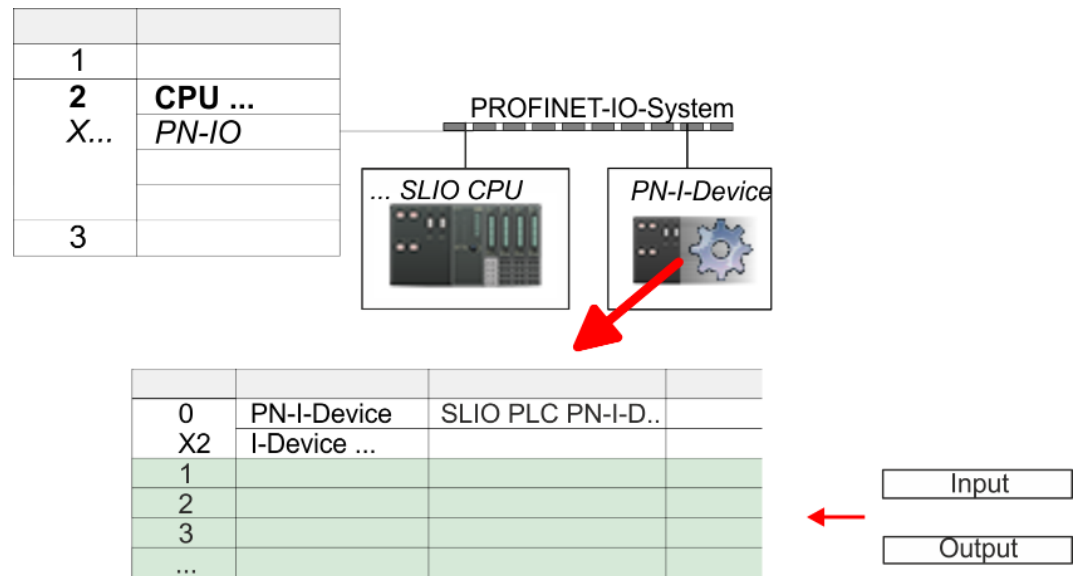 1
2 CPU ...
X... PN-IO
3
PROFINET-IO-System
... SLIO CPU
PN-I-Device
0 PN-I-Device SLIO PLC PN-I-D..
X2 I-Device ...
1
2
3
...
Input
Output